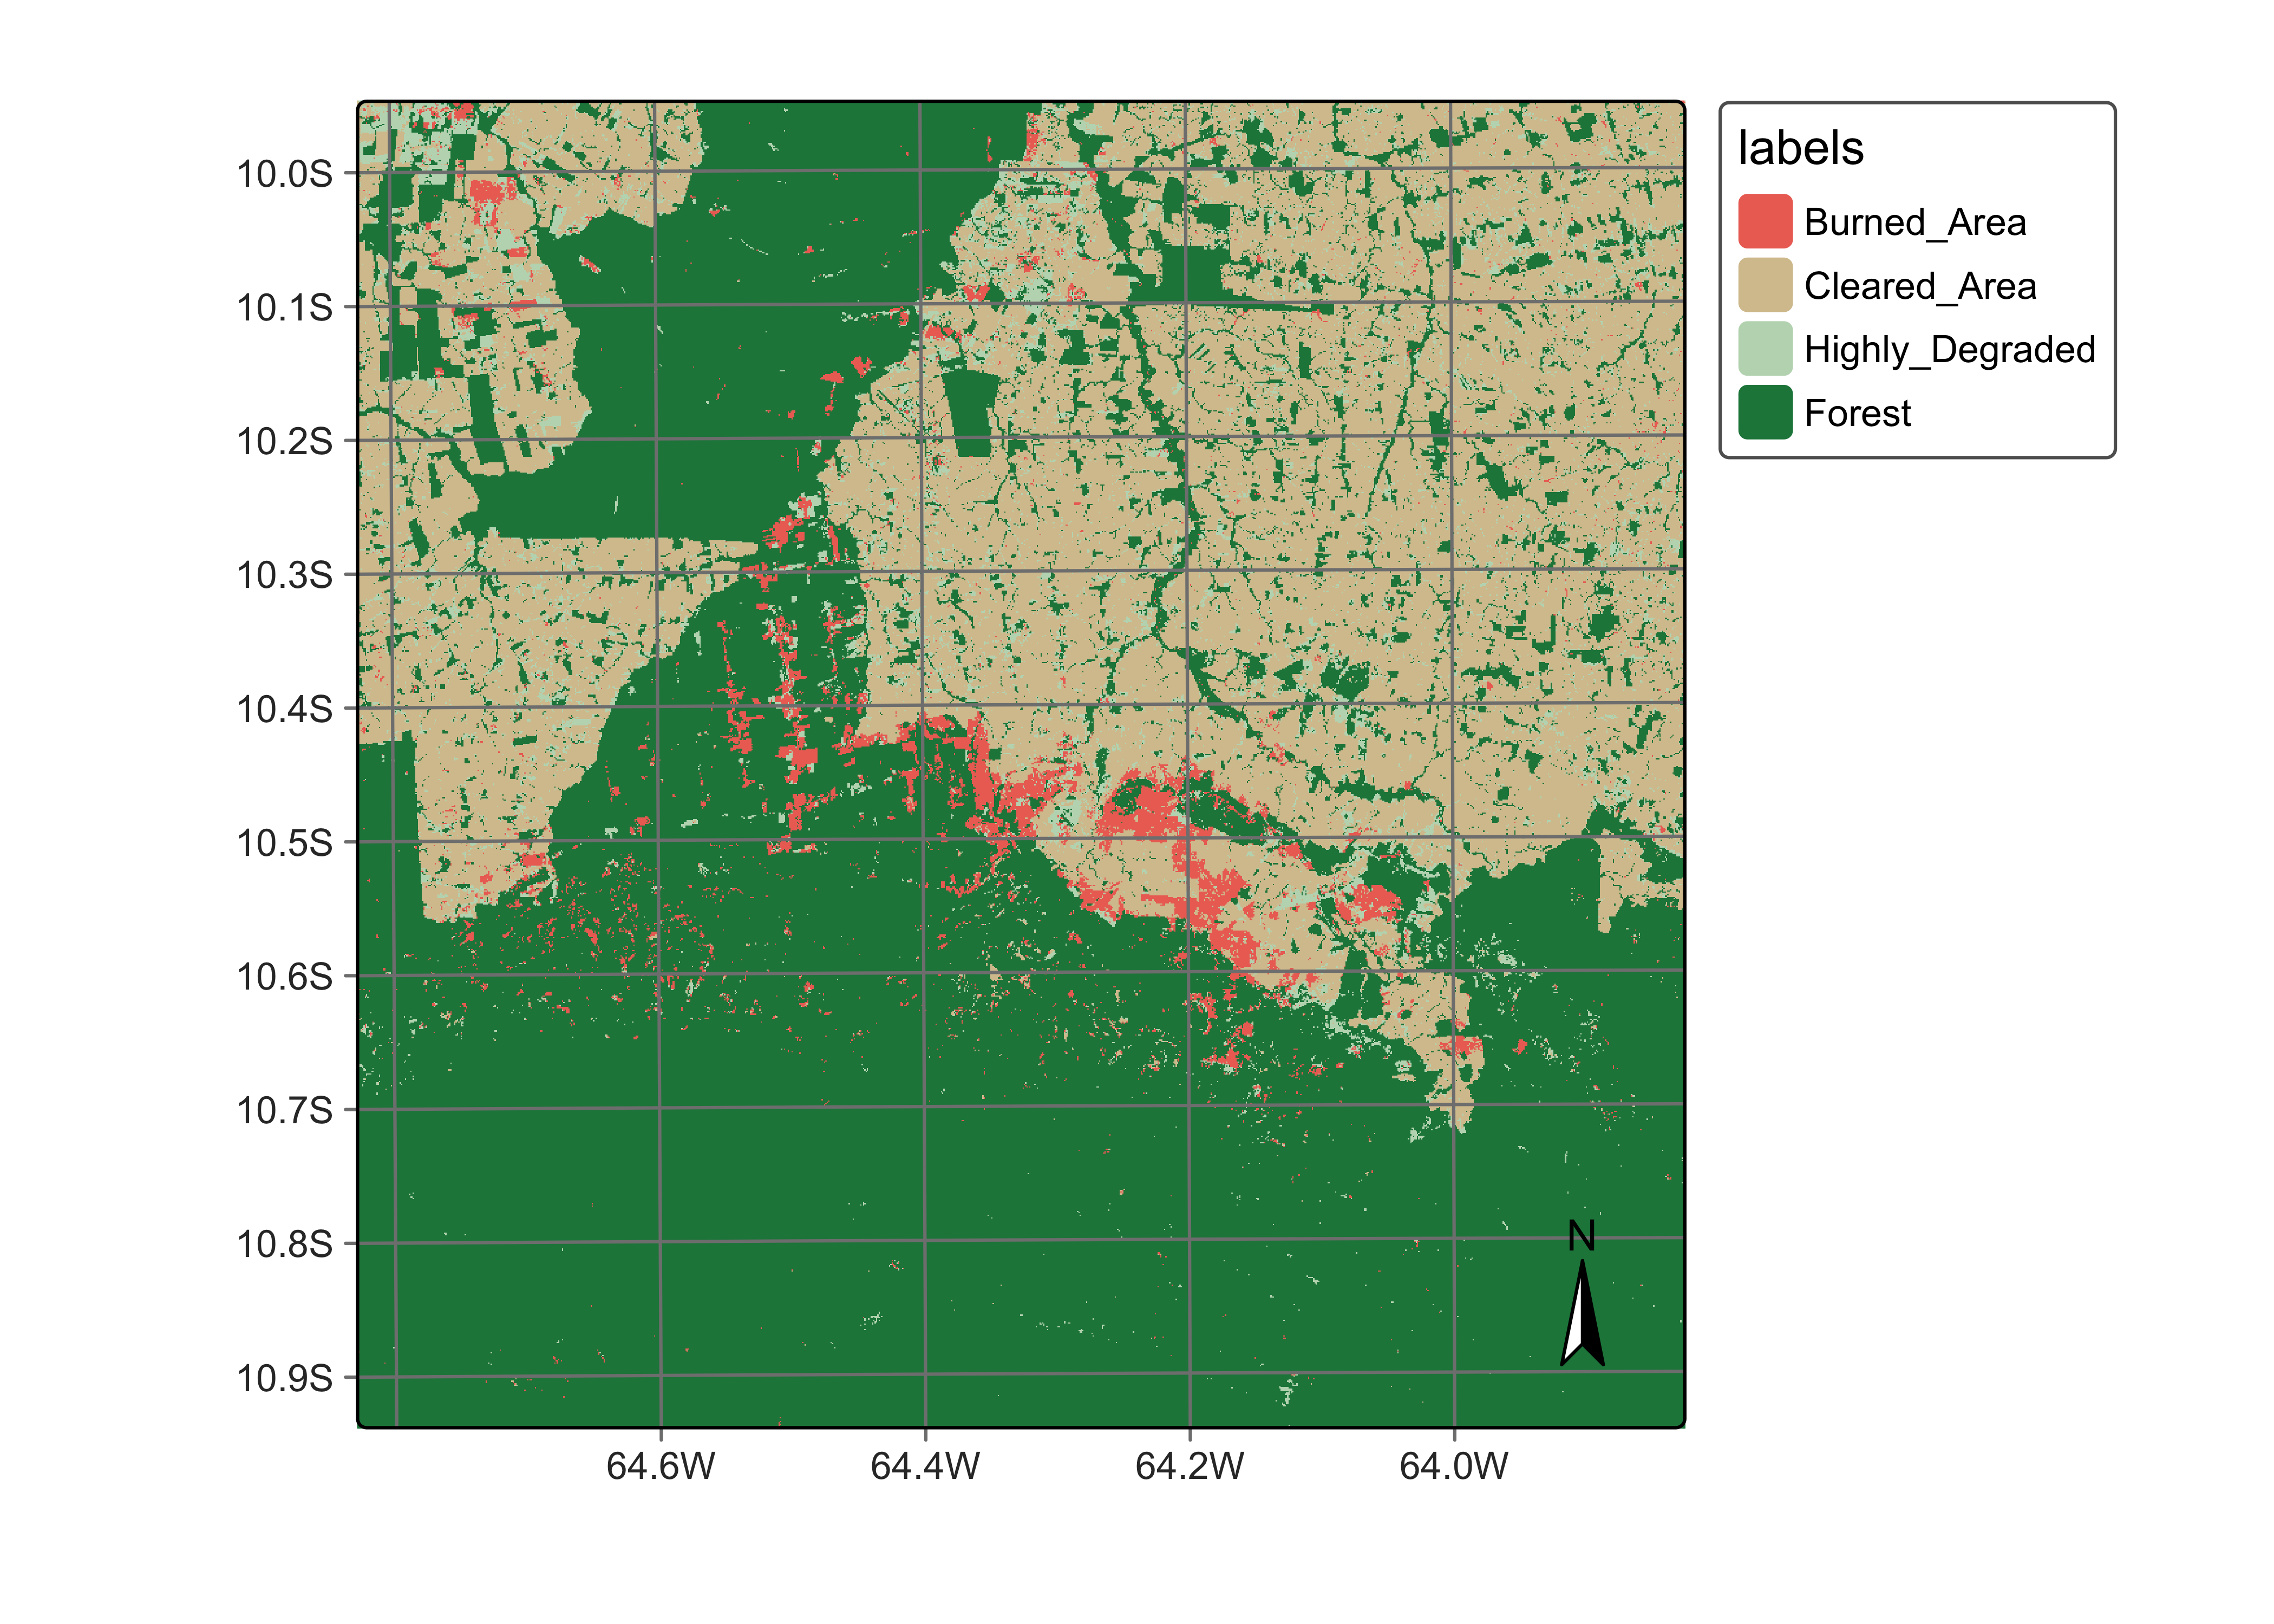 labels
Burned_Area
Cleared_Area
Highly_Degraded
Forest
10.0S
10.1S
10.2S
10.3S
10.4S
10.5S
10.6S
10.7S
10.8S
10.9S
N
64.6W 64.4W 64.2W 64.0W